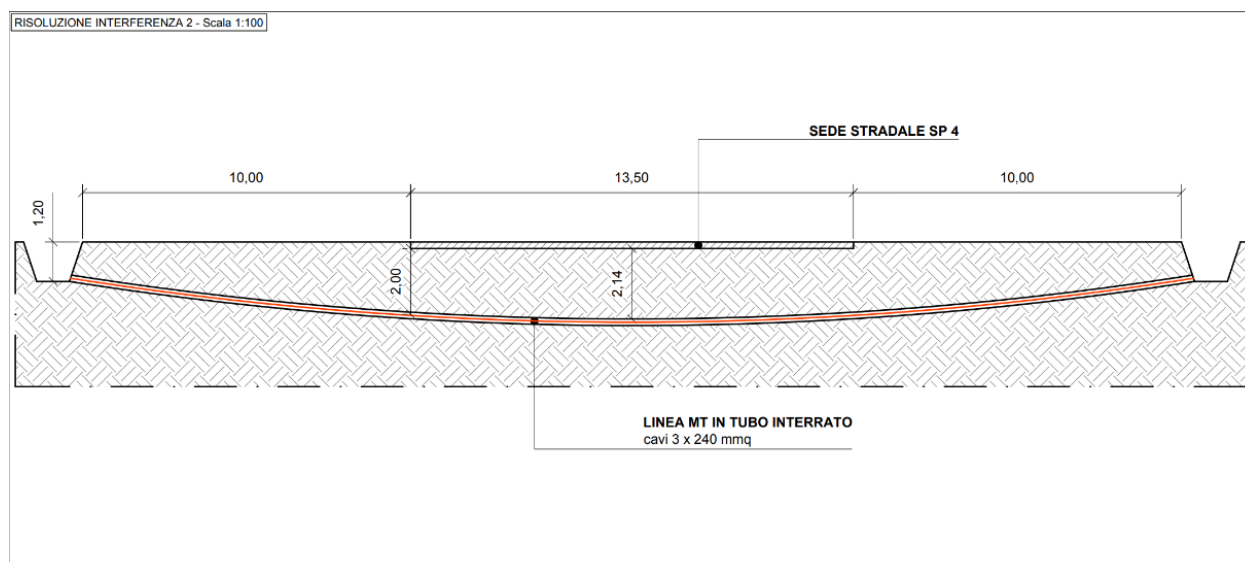 RISOLUZIONE INTERFERENZA 2 - Scala 1:100
SEDE STRADALE SP 4
10,00
13,50
10,00
1,20
2,00
2,14
LINEA MT IN TUBO INTERRATO
cavi 3 x 240 mmq